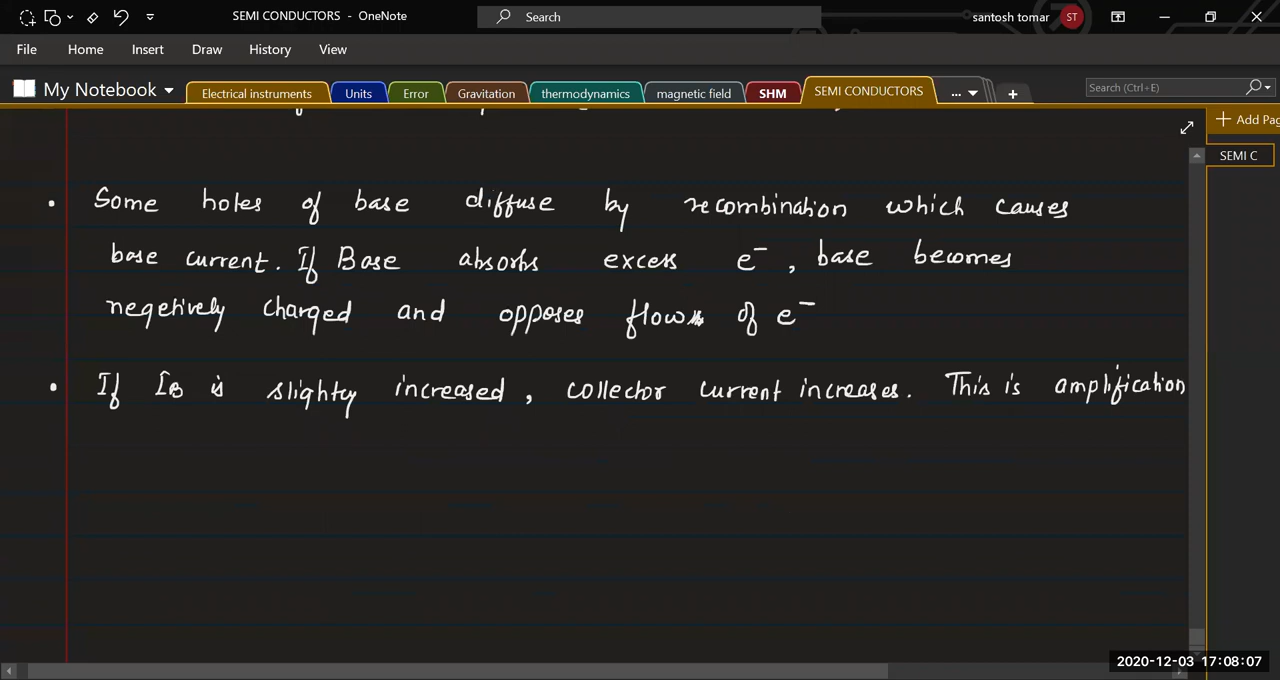 SEMI CONDUCTORS - OneNote
Search
santosh tomar
ST
File Home Insert Draw History View
My Notebook
Electrical instruments Units Error Gravitation thermodynamics magnetic field SHM SEMI CONDUCTORS ... +
Search (Ctrl+E)
+ Add Pag
SEMI C
• Some holes of base diffuse by recombination which causes
base current. If Base absorbs excess e⁻, base becomes
negetively charged and opposes flow of e⁻
• If IB is slighty increased, collector current increases. This is amplification
2020-12-03 17:08:07